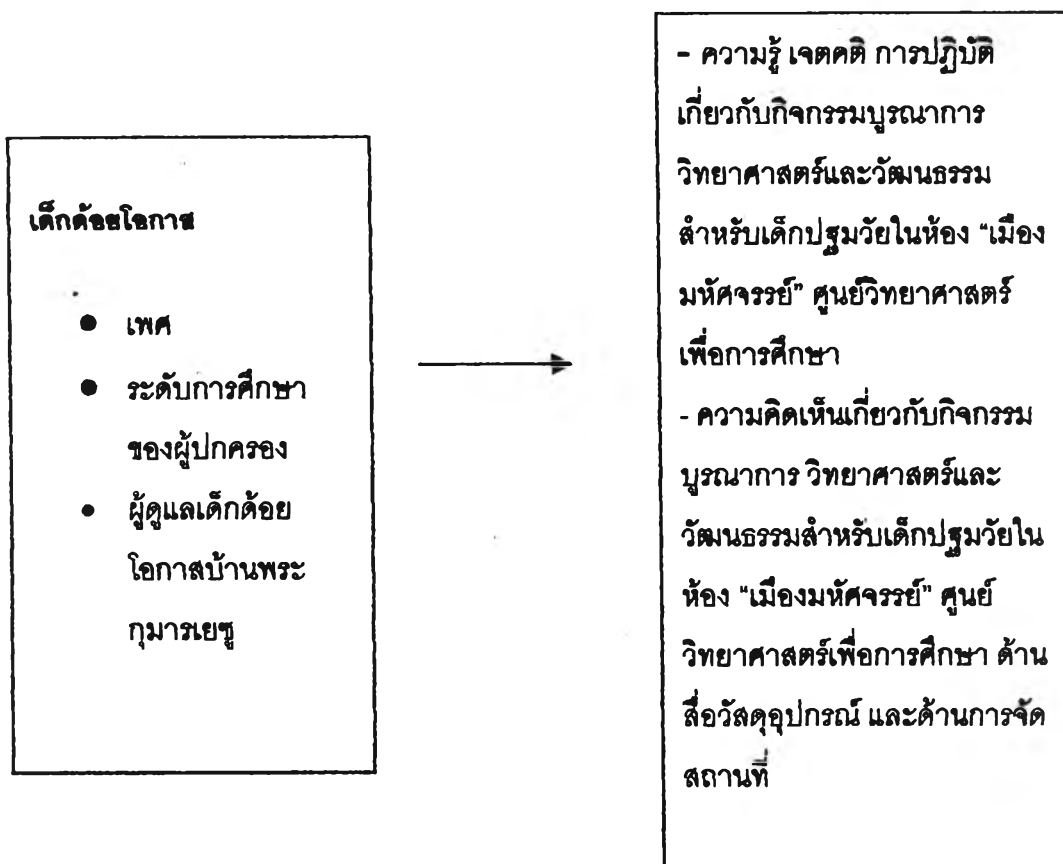 เด็กด้อยโอกาส
● เพศ
● ระดับการศึกษา
ของผู้ปกครอง
● ผู้ดูแลเด็กด้อย
โอกาสบ้านพระ
กุมารเยซู
- ความรู้ เจตคติ การปฏิบัติ
เกี่ยวกับกิจกรรมบูรณาการ
วิทยาศาสตร์และวัฒนธรรม
สำหรับเด็กปฐมวัยในห้อง “เมือง
มหัศจรรย์” ศูนย์วิทยาศาสตร์
เพื่อการศึกษา
- ความคิดเห็นเกี่ยวกับกิจกรรม
บูรณาการ วิทยาศาสตร์และ
วัฒนธรรมสำหรับเด็กปฐมวัยใน
ห้อง “เมืองมหัศจรรย์” ศูนย์
วิทยาศาสตร์เพื่อการศึกษา ด้าน
สื่อวัสดุอุปกรณ์ และด้านการจัด
สถานที่